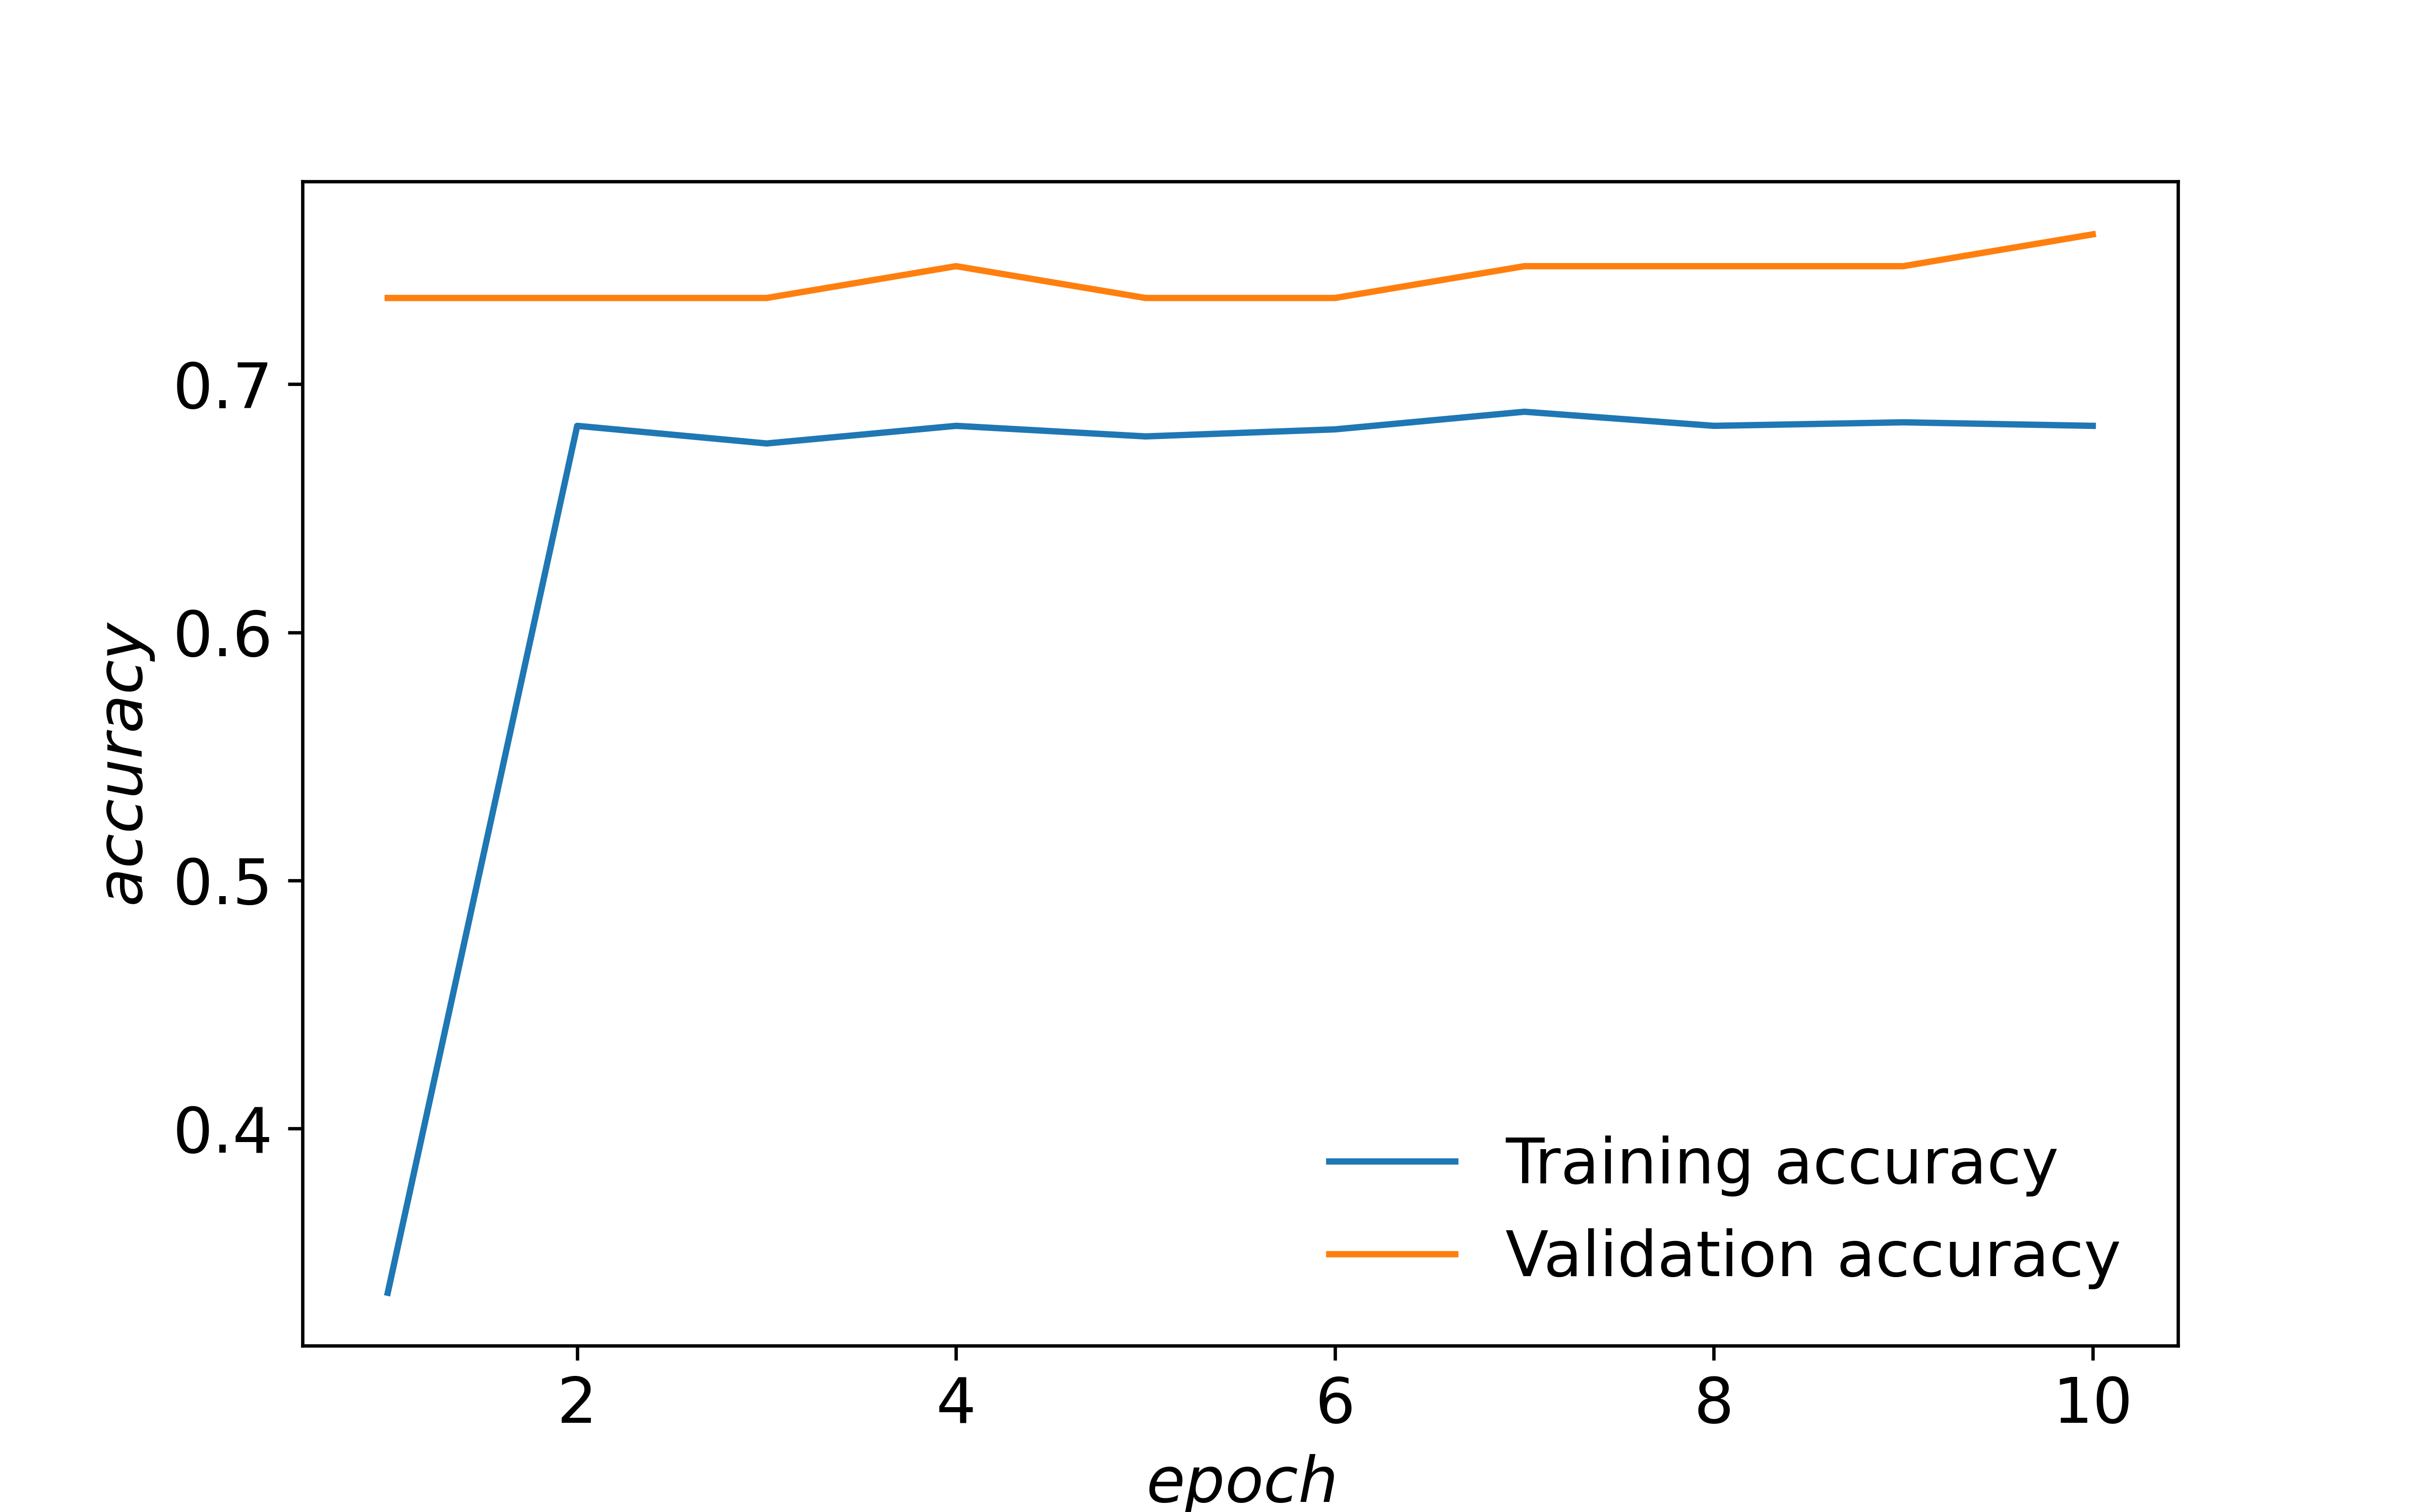 0.7
0.6
0.5
0.4
accuracy
Training accuracy
Validation accuracy
2 4 6 8 10
epoch